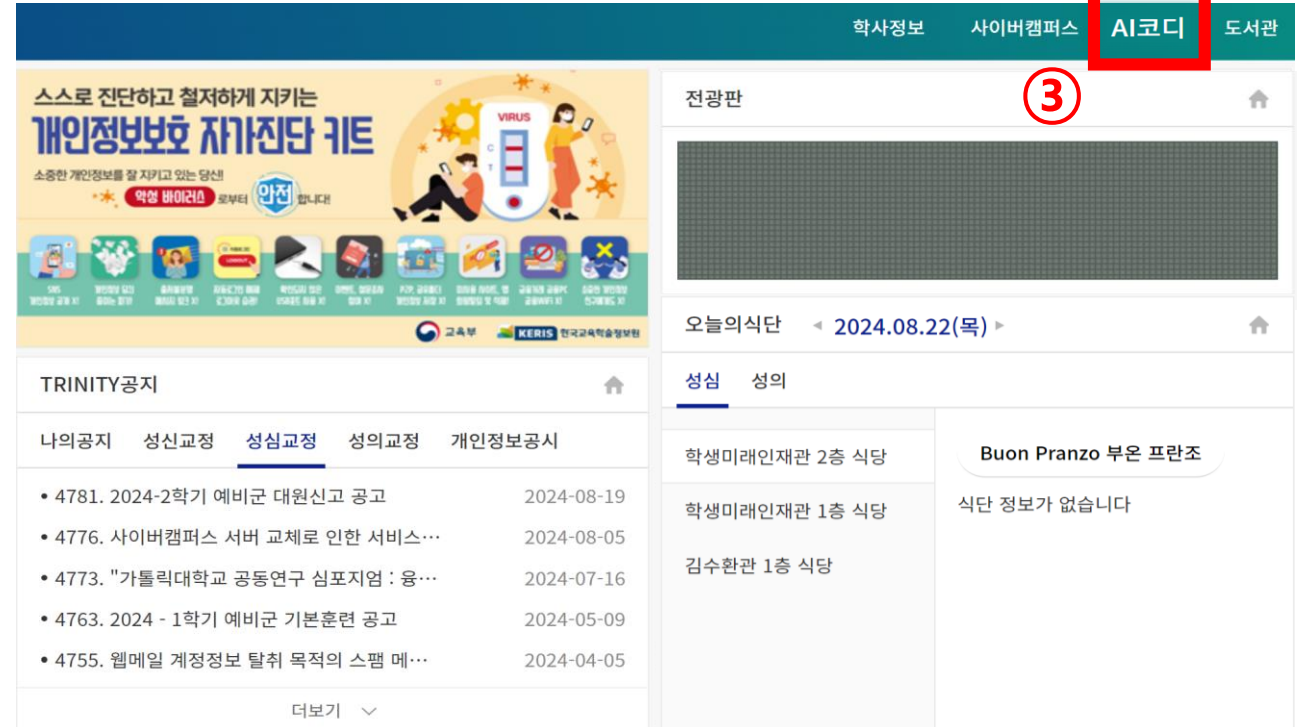 학사정보 사이버캠퍼스 AI코디 도서관
③
스스로 진단하고 철저하게 지키는
개인정보보호 자가진단 키트
소중한 개인정보를 잘 지키고 있는 당신!
악성 바이러스 로부터 안전 합니다!
VIRUS
C
T
교육부 KERIS 한국교육학술정보원
TRINITY공지
나의공지 성신교정 성심교정 성의교정 개인정보공시
• 4781. 2024-2학기 예비군 대원신고 공고 2024-08-19
• 4776. 사이버캠퍼스 서버 교체로 인한 서비스… 2024-08-05
• 4773. "가톨릭대학교 공동연구 심포지엄 : 융… 2024-07-16
• 4763. 2024 - 1학기 예비군 기본훈련 공고 2024-05-09
• 4755. 웹메일 계정정보 탈취 목적의 스팸 메… 2024-04-05
더보기
전광판
오늘의식단 2024.08.22(목)
성심 성의
학생미래인재관 2층 식당
학생미래인재관 1층 식당
김수환관 1층 식당
Buon Pranzo 부온 프란조
식단 정보가 없습니다